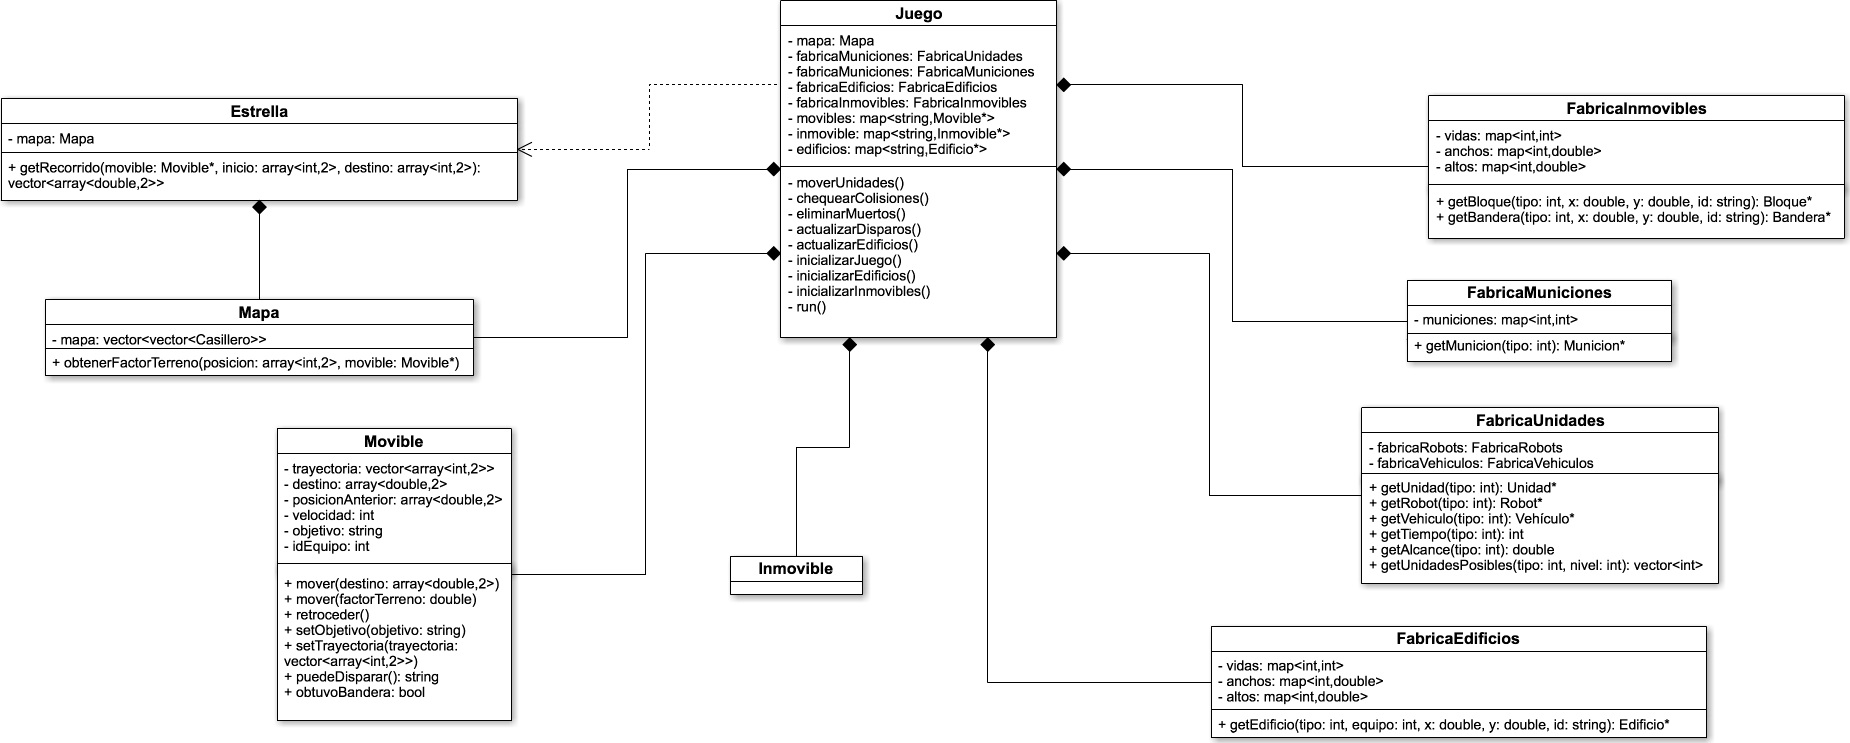 Juego
- mapa: Mapa
- fabricaMuniciones: FabricaUnidades
- fabricaMuniciones: FabricaMuniciones
- fabricaEdificios: FabricaEdificios
- fabricaInmovibles: FabricaInmovibles
- movibles: map<string,Movible*>
- inmovible: map<string,Inmovible*>
- edificios: map<string,Edificio*>
- moverUnidades()
- chequearColisiones()
- eliminarMuertos()
- actualizarDisparos()
- actualizarEdificios()
- inicializarJuego()
- inicializarEdificios()
- inicializarInmovibles()
- run()
Estrella
- mapa: Mapa
+ getRecorrido(movible: Movible*, inicio: array<int,2>, destino: array<int,2>):
vector<array<double,2>>
Mapa
- mapa: vector<vector<Casillero>>
+ obtenerFactorTerreno(posicion: array<int,2>, movible: Movible*)
Movible
- trayectoria: vector<array<int,2>>
- destino: array<double,2>
- posicionAnterior: array<double,2>
- velocidad: int
- objetivo: string
- idEquipo: int
+ mover(destino: array<double,2>)
+ mover(factorTerreno: double)
+ retroceder()
+ setObjetivo(objetivo: string)
+ setTrayectoria(trayectoria:
vector<array<int,2>>)
+ puedeDisparar(): string
+ obtuvoBandera: bool
Inmovible
FabricaInmovibles
- vidas: map<int,int>
- anchos: map<int,double>
- altos: map<int,double>
+ getBloque(tipo: int, x: double, y: double, id: string): Bloque*
+ getBandera(tipo: int, x: double, y: double, id: string): Bandera*
FabricaMuniciones
- municiones: map<int,int>
+ getMunicion(tipo: int): Municion*
FabricaUnidades
- fabricaRobots: FabricaRobots
- fabricaVehiculos: FabricaVehiculos
+ getUnidad(tipo: int): Unidad*
+ getRobot(tipo: int): Robot*
+ getVehiculo(tipo: int): Vehículo*
+ getTiempo(tipo: int): int
+ getAlcance(tipo: int): double
+ getUnidadesPosibles(tipo: int, nivel: int): vector<int>
FabricaEdificios
- vidas: map<int,int>
- anchos: map<int,double>
- altos: map<int,double>
+ getEdificio(tipo: int, equipo: int, x: double, y: double, id: string): Edificio*